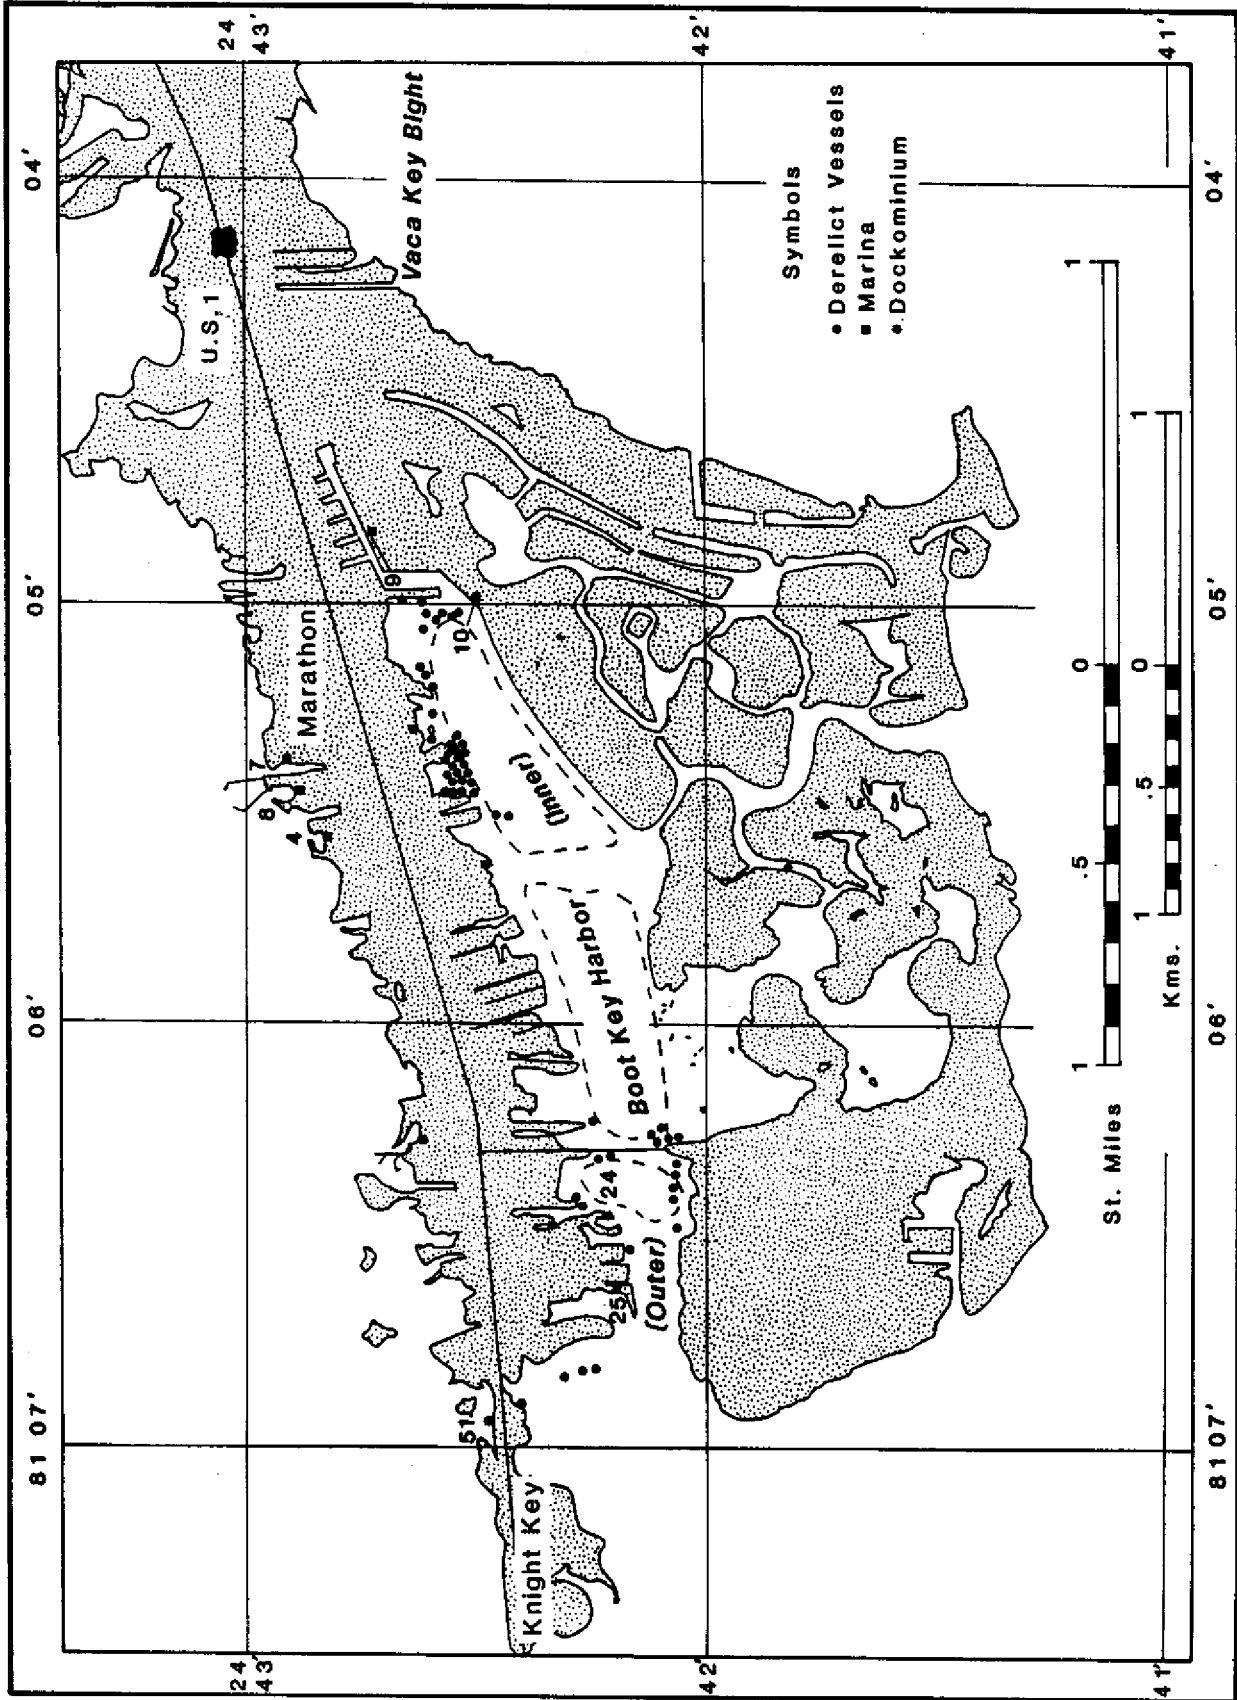 81 07'
06'
05'
04'
24
43'
42'
41'
24
43'
42'
41'
81 07'
06'
05'
04'
U.S. 1
Marathon
Vaca Key Bight
Knight Key
Boot Key Harbor
(Inner)
(Outer)
51
25
24
4
8
7
9
10
Symbols
Derelict Vessels
Marina
Dockominium
St. Miles
1
.5
0
1
Kms.
1
.5
0
1